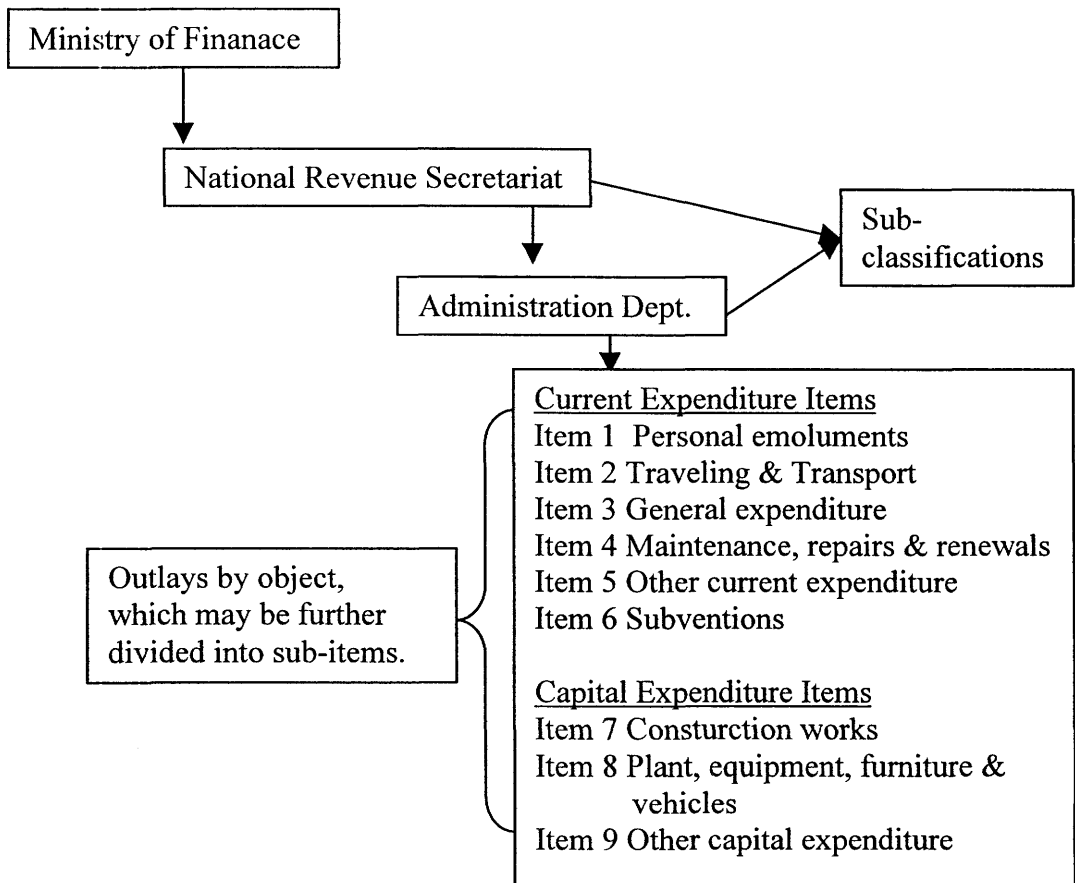 Ministry of Finanace
National Revenue Secretariat
Sub-
classifications
Administration Dept.
Current Expenditure Items
Item 1 Personal emoluments
Item 2 Traveling & Transport
Item 3 General expenditure
Item 4 Maintenance, repairs & renewals
Item 5 Other current expenditure
Item 6 Subventions
Outlays by object,
which may be further
divided into sub-items.
Capital Expenditure Items
Item 7 Consturction works
Item 8 Plant, equipment, furniture &
vehicles
Item 9 Other capital expenditure